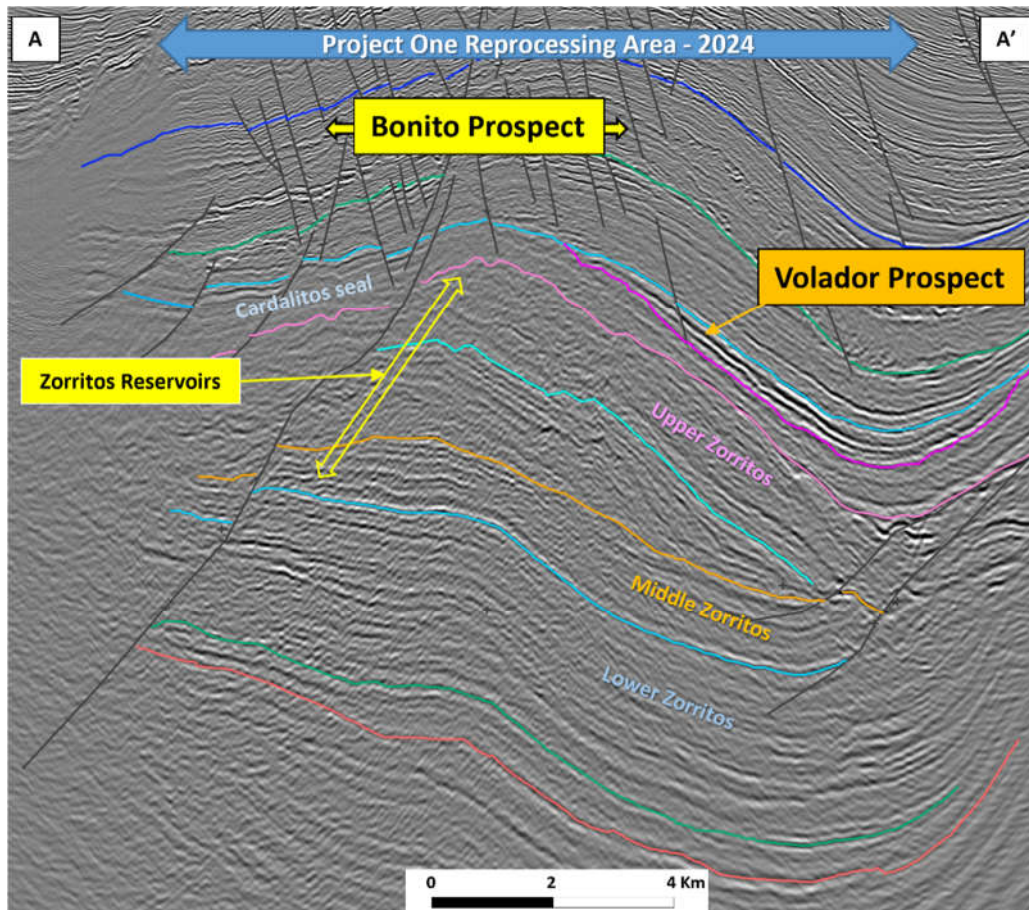 A
Project One Reprocessing Area - 2024
A'
Bonito Prospect
Volador Prospect
Cardalitos seal
Zorritos Reservoirs
Upper Zorritos
Middle Zorritos
Lower Zorritos
0 2 4 Km